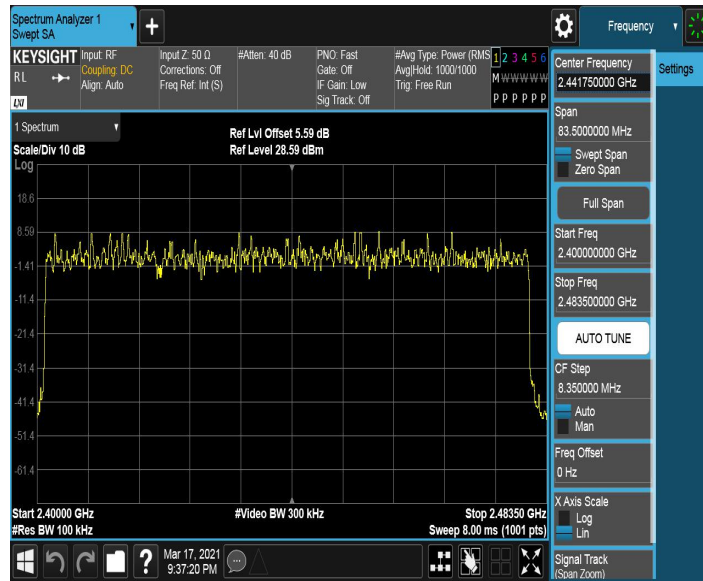 Spectrum Analyzer 1
Swept SA
+
Frequency
KEYSIGHT
RL
LXI
Input: RF
Coupling: DC
Align: Auto
Input Z: 50 Ω
Corrections: Off
Freq Ref: Int (S)
#Atten: 40 dB
PNO: Fast
Gate: Off
IF Gain: Low
Sig Track: Off
#Avg Type: Power (RMS
Avg|Hold: 1000/1000
Trig: Free Run
1 2 3 4 5 6
M W W W W W
P P P P P P
1 Spectrum
Scale/Div 10 dB
Ref Lvl Offset 5.59 dB
Ref Level 28.59 dBm
Log
18.6
8.59
-1.41
-11.4
-21.4
-31.4
-41.4
-51.4
-61.4
Start 2.40000 GHz
#Res BW 100 kHz
#Video BW 300 kHz
Stop 2.48350 GHz
Sweep 8.00 ms (1001 pts)
Mar 17, 2021
9:37:20 PM
?
Center Frequency
2.441750000 GHz
Settings
Span
83.5000000 MHz
Swept Span
Zero Span
Full Span
Start Freq
2.400000000 GHz
Stop Freq
2.483500000 GHz
AUTO TUNE
CF Step
8.350000 MHz
Auto
Man
Freq Offset
0 Hz
X Axis Scale
Log
Lin
Signal Track
(Span Zoom)